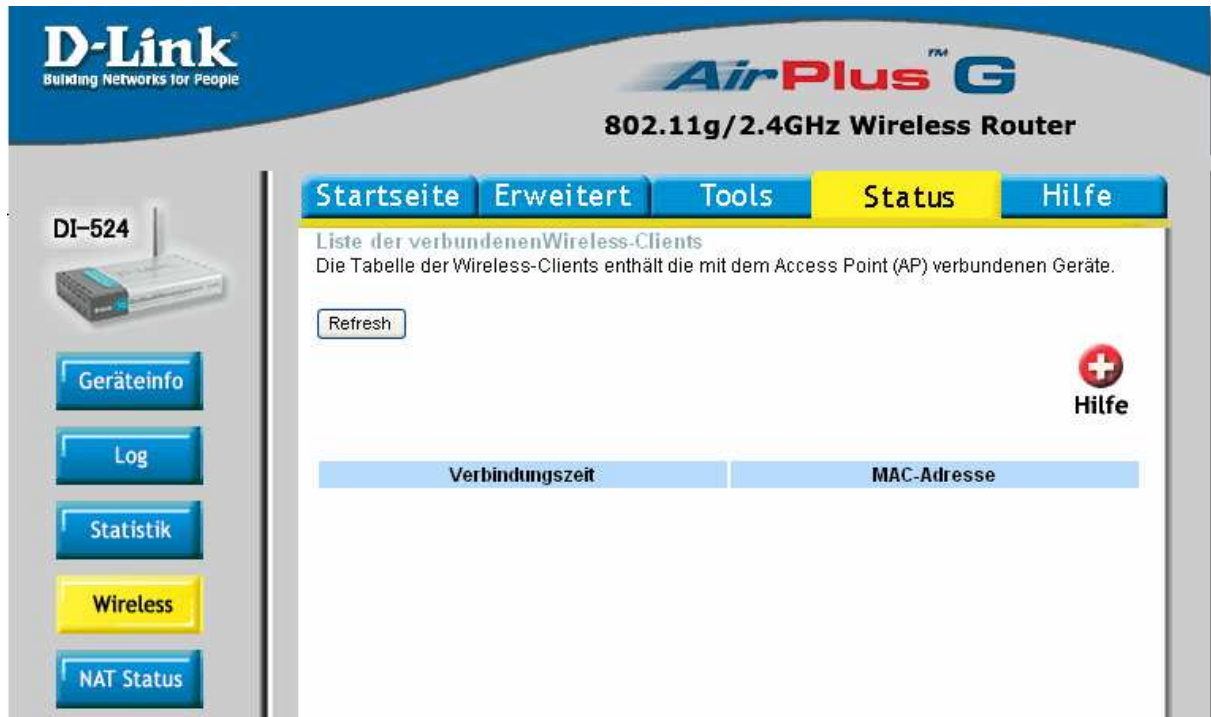 D-Link
Building Networks for People
AirPlus™G
802.11g/2.4GHz Wireless Router
DI-524
Startseite
Erweitert
Tools
Status
Hilfe
Liste der verbundenenWireless-Clients
Die Tabelle der Wireless-Clients enthält die mit dem Access Point (AP) verbundenen Geräte.
Refresh
Hilfe
Verbindungszeit
MAC-Adresse
Geräteinfo
Log
Statistik
Wireless
NAT Status